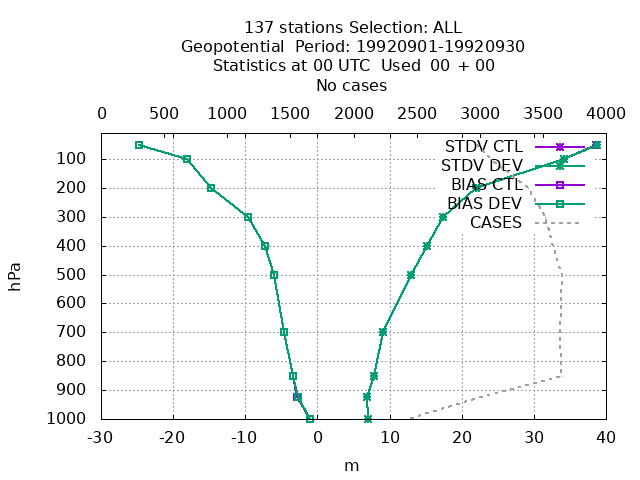 137 stations Selection: ALL
Geopotential  Period: 19920901-19920930
Statistics at 00 UTC  Used  00 + 00
No cases
0 500 1000 1500 2000 2500 3000 3500 4000
STDV CTL
STDV DEV
BIAS CTL
BIAS DEV
CASES
100
200
300
400
500
600
700
800
900
1000
hPa
-30 -20 -10 0 10 20 30 40
m